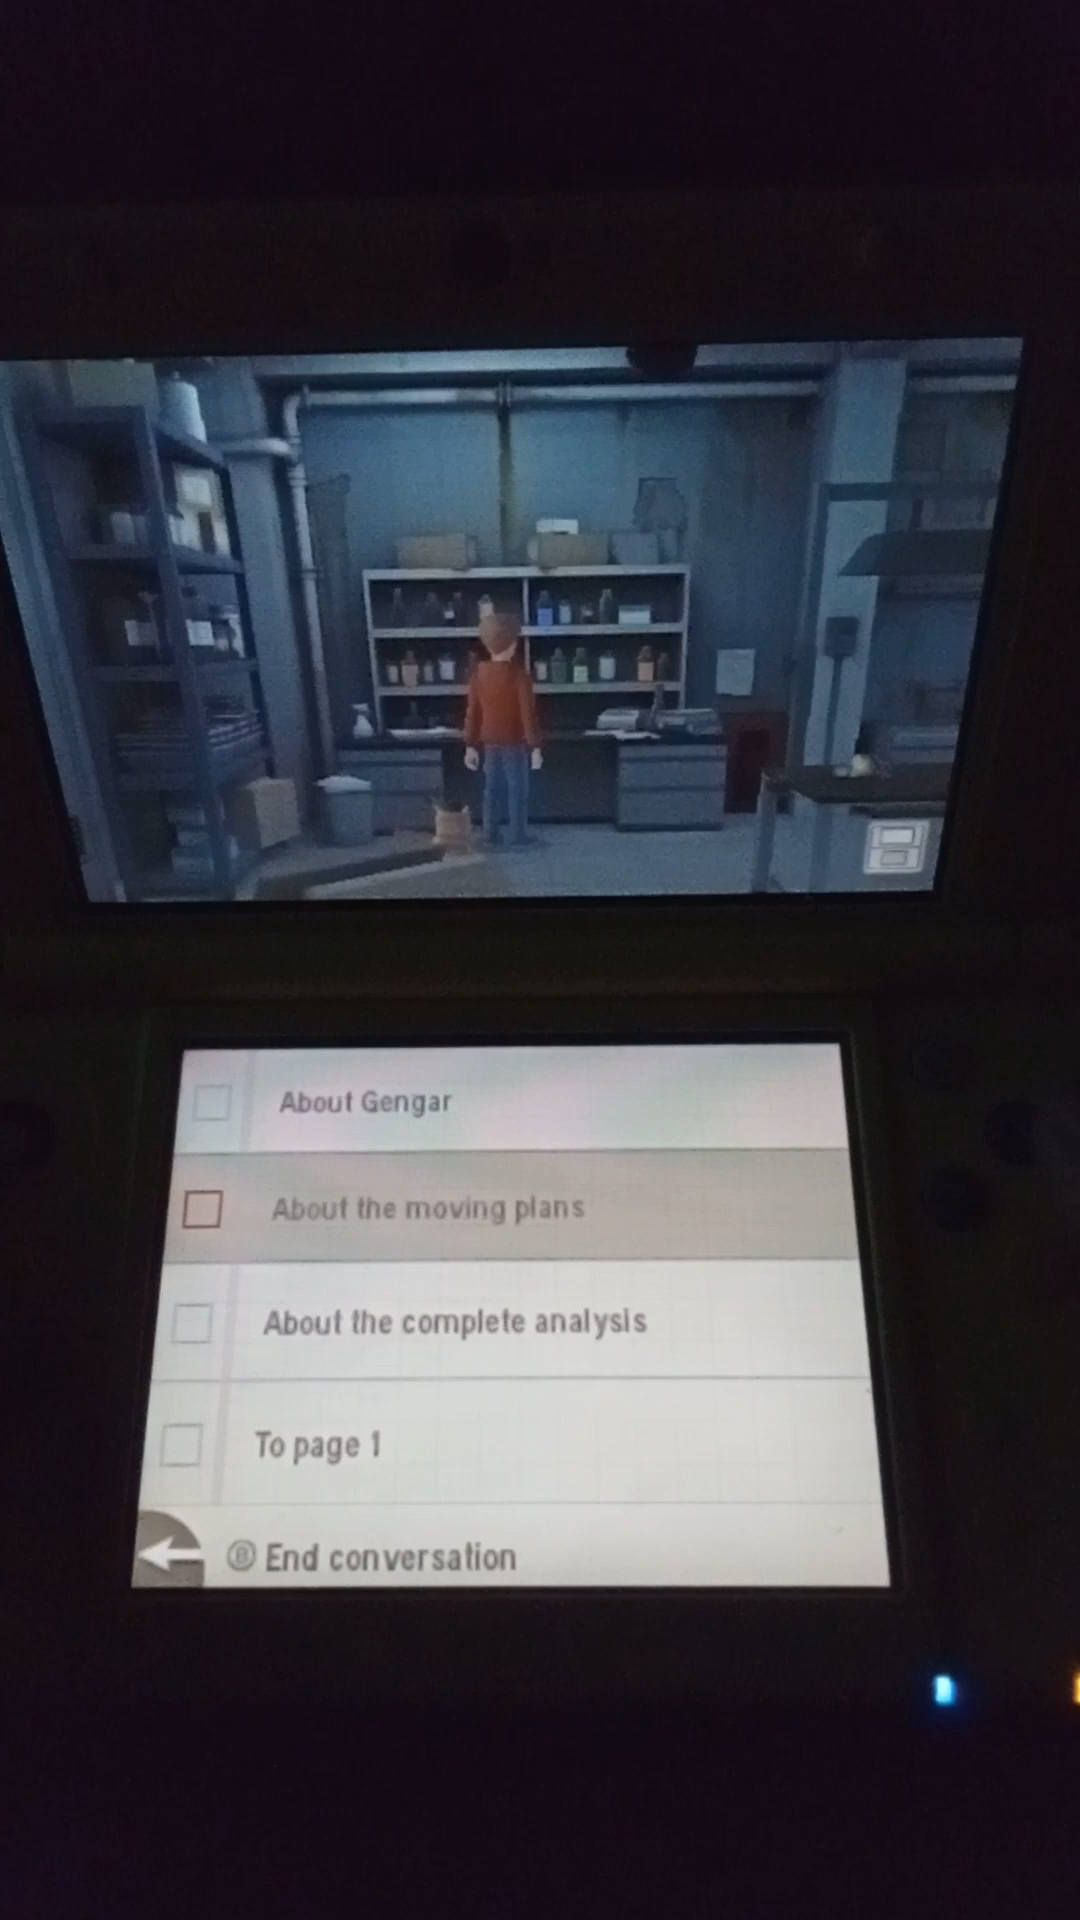 About Gengar
About the moving plans
About the complete analysis
To page 1
Ⓑ End conversation